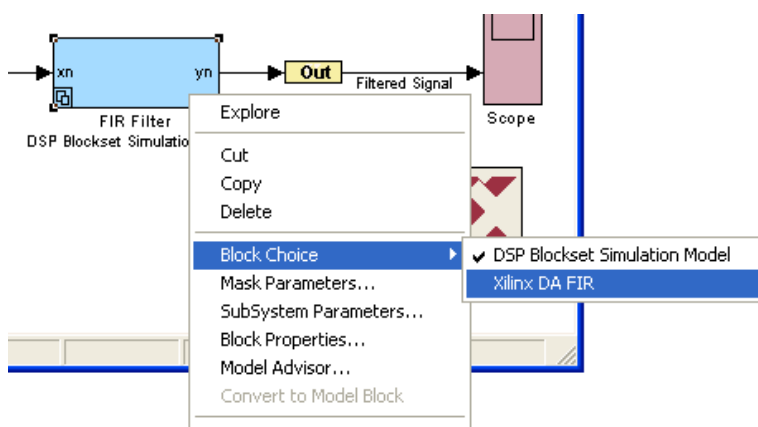 xn
yn
Out
Filtered Signal
FIR Filter
DSP Blockset Simulatio
Scope
Explore
Cut
Copy
Delete
Block Choice
DSP Blockset Simulation Model
Xilinx DA FIR
Mask Parameters...
SubSystem Parameters...
Block Properties...
Model Advisor...
Convert to Model Block